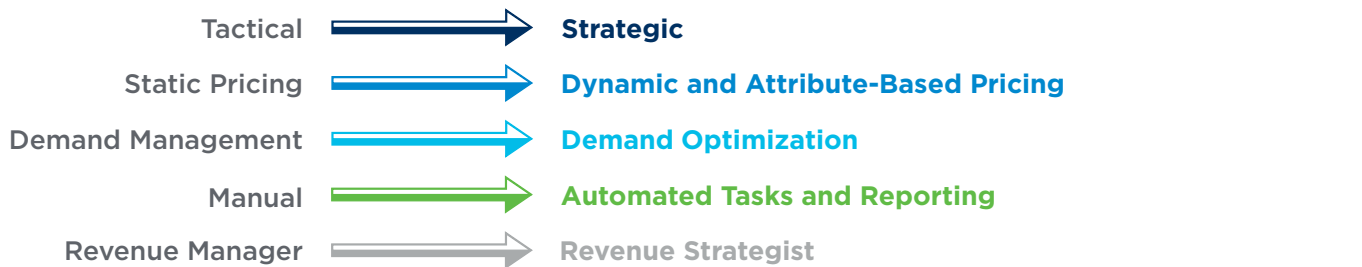 Tactical Strategic
Static Pricing Dynamic and Attribute-Based Pricing
Demand Management Demand Optimization
Manual Automated Tasks and Reporting
Revenue Manager Revenue Strategist